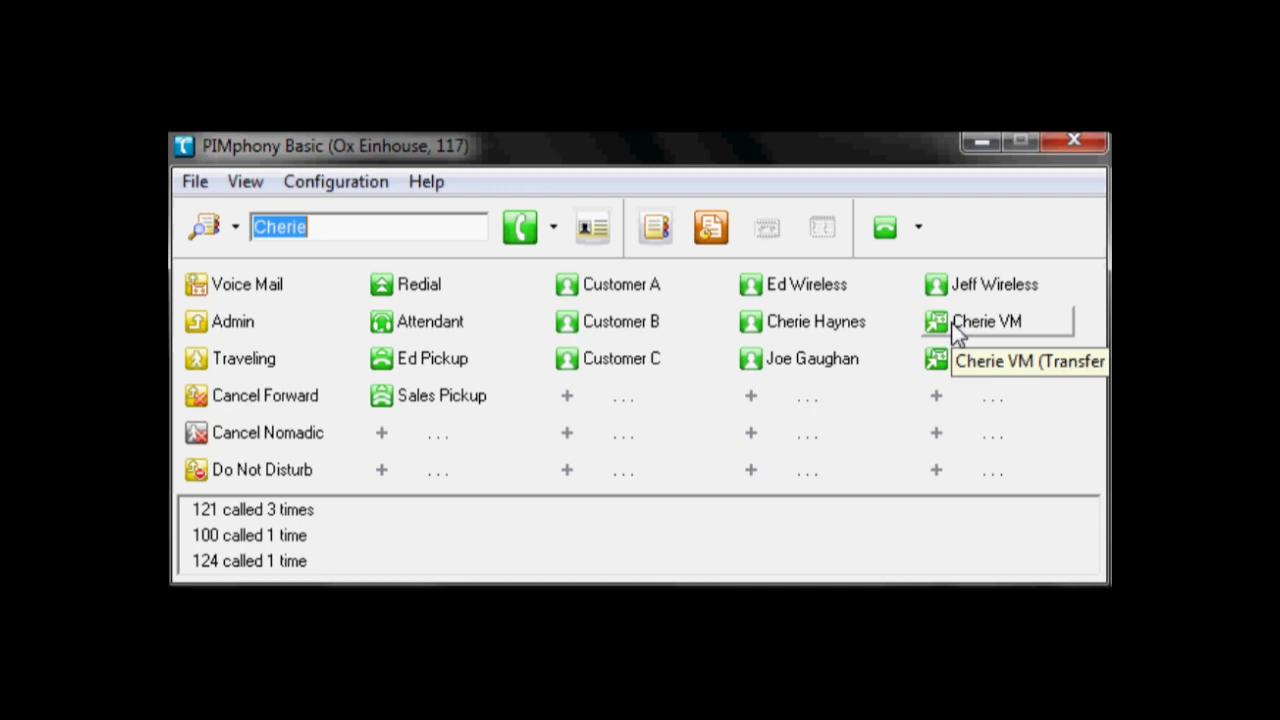 PIMphony Basic (Ox Einhouse, 117)
File View Configuration Help
Cherie
Voice Mail Redial Customer A Ed Wireless Jeff Wireless
Admin Attendant Customer B Cherie Haynes Cherie VM
Traveling Ed Pickup Customer C Joe Gaughan Cherie VM (Transfer
Cancel Forward Sales Pickup + ... + ... + ...
Cancel Nomadic + ... + ... + ... + ...
Do Not Disturb + ... + ... + ... + ...
121 called 3 times
100 called 1 time
124 called 1 time